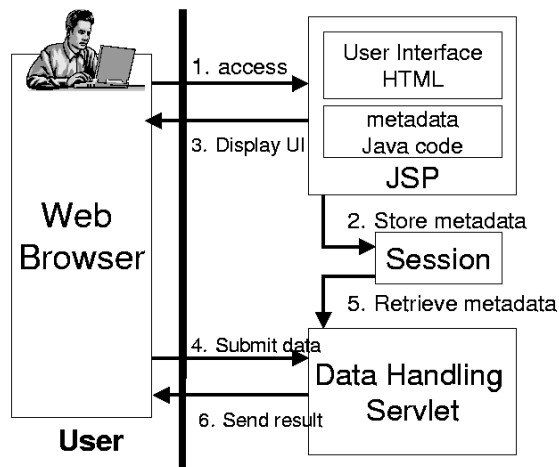 User Interface
HTML
1. access
metadata
Java code
3. Display UI
JSP
2. Store metadata
Web
Browser
Session
5. Retrieve metadata
4. Submit data
Data Handling
Servlet
6. Send result
User